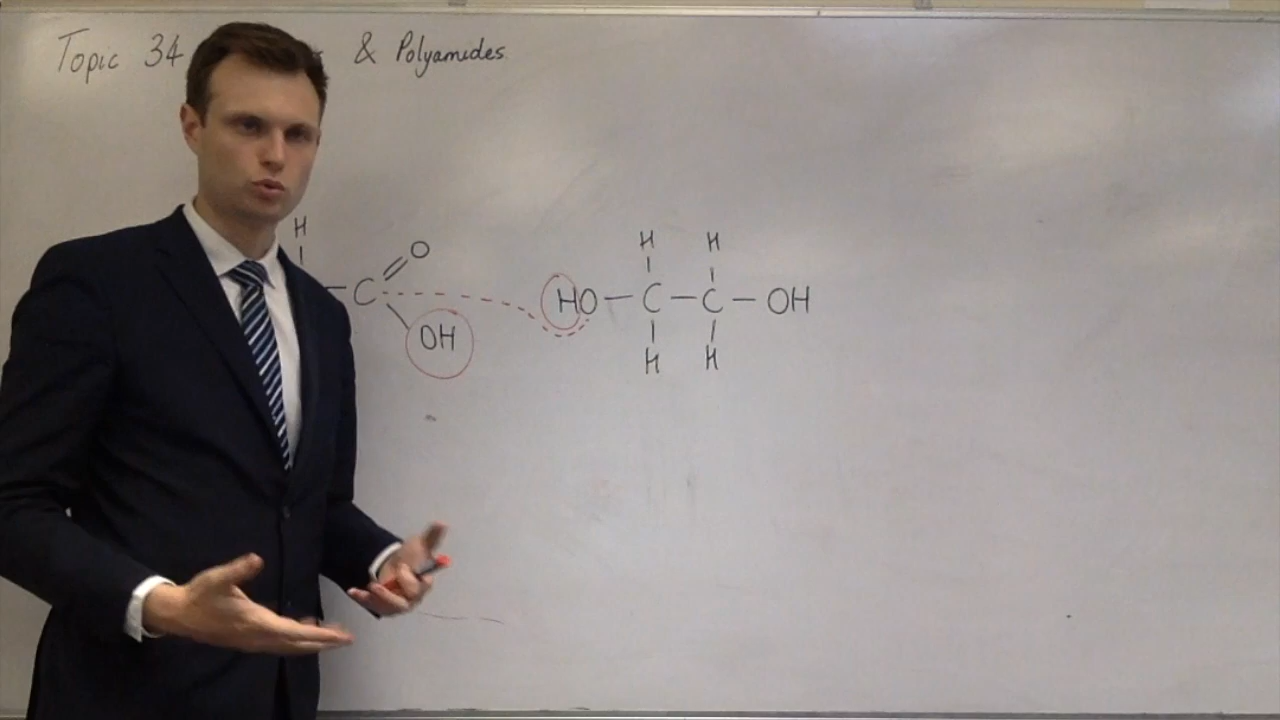 Topic 34 & Polyamides.
H H H
C O HO C C OH
OH
H H